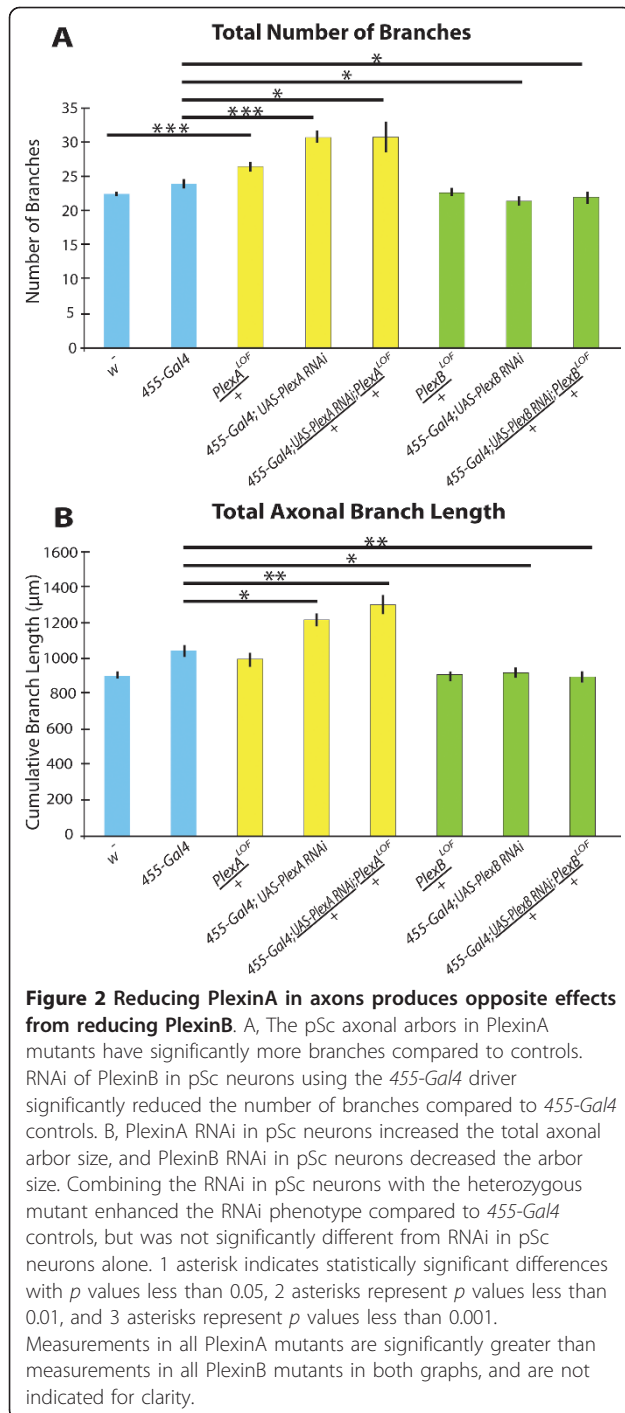 A
Total Number of Branches
*
*
*
***
***
35
30
25
20
15
10
5
0
Number of Branches
w-
455-Gal4
PlexA LOF
+
455-Gal4; UAS-PlexA RNAi
455-Gal4;UAS-PlexA RNAi;PlexA LOF
+ +
PlexB LOF
+
455-Gal4;UAS-PlexB RNAi
455-Gal4;UAS-PlexB RNAi;PlexB LOF
+ +
B
Total Axonal Branch Length
**
*
**
*
1600
1400
1200
1000
800
600
400
200
0
Cumulative Branch Length (µm)
w-
455-Gal4
PlexA LOF
+
455-Gal4; UAS-PlexA RNAi
455-Gal4;UAS-PlexA RNAi;PlexA LOF
+ +
PlexB LOF
+
455-Gal4;UAS-PlexB RNAi
455-Gal4;UAS-PlexB RNAi;PlexB LOF
+ +
Figure 2 Reducing PlexinA in axons produces opposite effects
from reducing PlexinB. A, The pSc axonal arbors in PlexinA
mutants have significantly more branches compared to controls.
RNAi of PlexinB in pSc neurons using the 455-Gal4 driver
significantly reduced the number of branches compared to 455-Gal4
controls. B, PlexinA RNAi in pSc neurons increased the total axonal
arbor size, and PlexinB RNAi in pSc neurons decreased the arbor
size. Combining the RNAi in pSc neurons with the heterozygous
mutant enhanced the RNAi phenotype compared to 455-Gal4
controls, but was not significantly different from RNAi in pSc
neurons alone. 1 asterisk indicates statistically significant differences
with p values less than 0.05, 2 asterisks represent p values less than
0.01, and 3 asterisks represent p values less than 0.001.
Measurements in all PlexinA mutants are significantly greater than
measurements in all PlexinB mutants in both graphs, and are not
indicated for clarity.